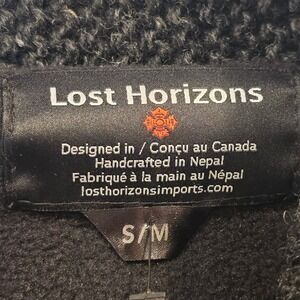 Lost Horizons
Designed in / Conçu au Canada
Handcrafted in Nepal
Fabriqué à la main au Népal
losthorizonsimports.com
S/M